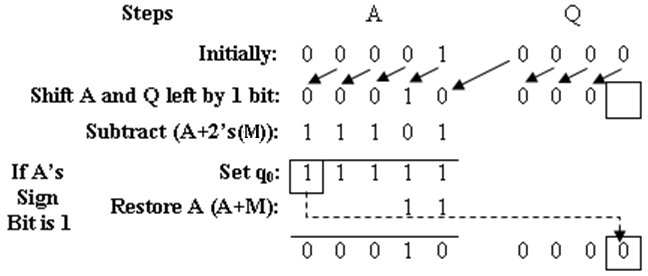 Steps A Q
Initially: 0 0 0 0 1 0 0 0 0
Shift A and Q left by 1 bit: 0 0 0 1 0 0 0 0
Subtract (A+2's(M)): 1 1 1 0 1
If A's Sign Bit is 1
Set q₀: 1 1 1 1 1
Restore A (A+M): 1 1
0 0 0 1 0 0 0 0 0